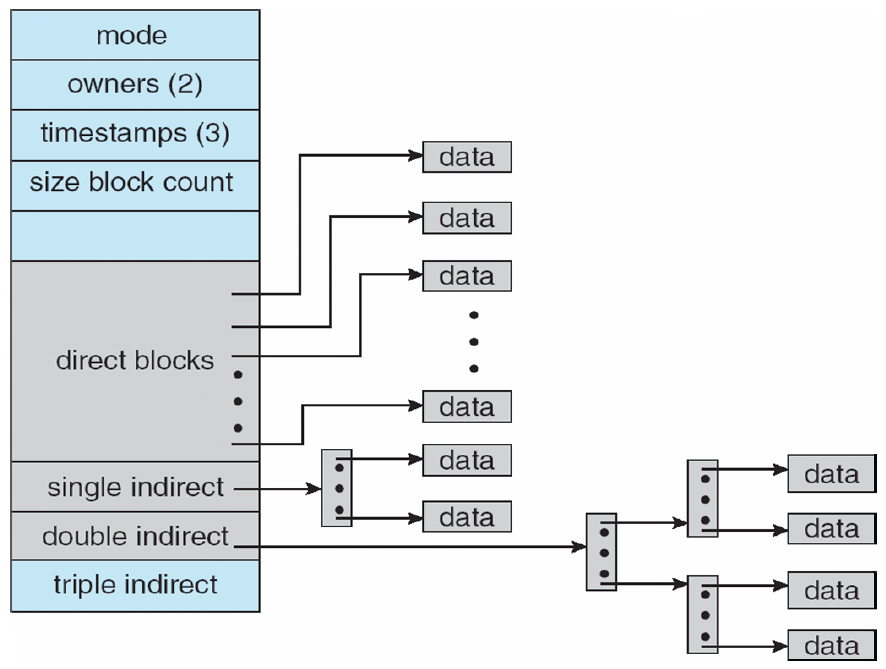 mode
owners (2)
timestamps (3)
size block count
direct blocks
single indirect
double indirect
triple indirect
data
data
data
data
data
data
data
data
data
data